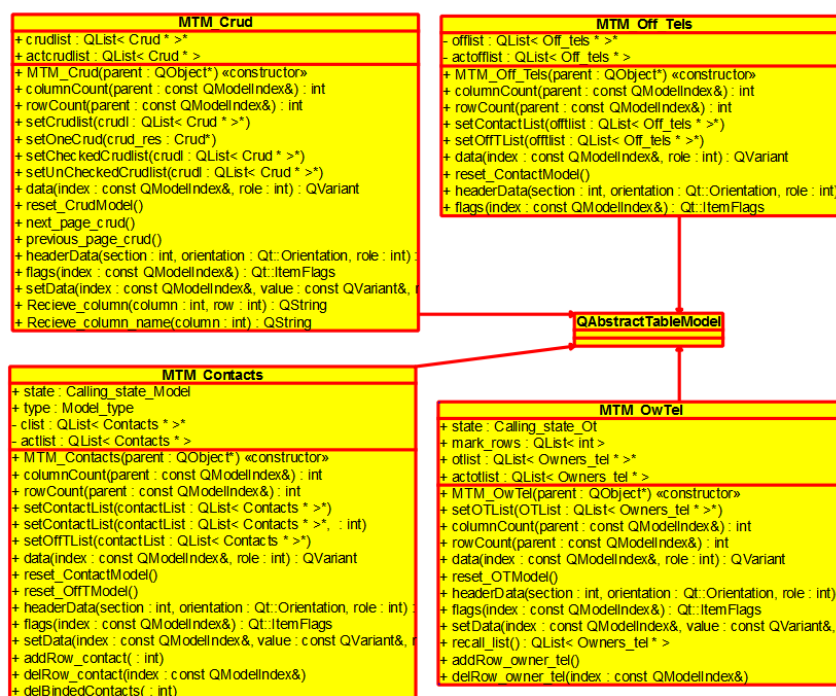 MTM_Crud
+ crudlist : QList< Crud * >*
+ actcrudlist : QList< Crud * >
+ MTM_Crud(parent : QObject*) «constructor»
+ columnCount(parent : const QModelIndex&) : int
+ rowCount(parent : const QModelIndex&) : int
+ setCrudlist(crudl : QList< Crud * >*)
+ setOneCrud(crud_res : Crud*)
+ setCheckedCrudlist(crudl : QList< Crud * >*)
+ setUnCheckedCrudlist(crudl : QList< Crud * >*)
+ data(index : const QModelIndex&, role : int) : QVariant
+ reset_CrudModel()
+ next_page_crud()
+ previous_page_crud()
+ headerData(section : int, orientation : Qt::Orientation, role : int) :
+ flags(index : const QModelIndex&) : Qt::ItemFlags
+ setData(index : const QModelIndex&, value : const QVariant&, r
+ Recieve_column(column : int, row : int) : QString
+ Recieve_column_name(column : int) : QString
MTM_Off_Tels
- offlist : QList< Off_tels * >*
- actofflist : QList< Off_tels * >
+ MTM_Off_Tels(parent : QObject*) «constructor»
+ columnCount(parent : const QModelIndex&) : int
+ rowCount(parent : const QModelIndex&) : int
+ setContactList(offtlist : QList< Off_tels * >*)
+ setOffTList(offtlist : QList< Off_tels * >*)
+ data(index : const QModelIndex&, role : int) : QVariant
+ reset_ContactModel()
+ headerData(section : int, orientation : Qt::Orientation, role : int)
+ flags(index : const QModelIndex&) : Qt::ItemFlags
QAbstractTableModel
MTM_Contacts
+ state : Calling_state_Model
+ type : Model_type
- clist : QList< Contacts * >*
- actlist : QList< Contacts * >
+ MTM_Contacts(parent : QObject*) «constructor»
+ columnCount(parent : const QModelIndex&) : int
+ rowCount(parent : const QModelIndex&) : int
+ setContactList(contactList : QList< Contacts * >*)
+ setContactList(contactList : QList< Contacts * >*, : int)
+ setOffTList(contactList : QList< Contacts * >*)
+ data(index : const QModelIndex&, role : int) : QVariant
+ reset_ContactModel()
+ reset_OffTModel()
+ headerData(section : int, orientation : Qt::Orientation, role : int) :
+ flags(index : const QModelIndex&) : Qt::ItemFlags
+ setData(index : const QModelIndex&, value : const QVariant&, r
+ addRow_contact( : int)
+ delRow_contact(index : const QModelIndex&)
+ delBindedContacts( : int)
MTM_OwTel
+ state : Calling_state_Ot
+ mark_rows : QList< int >
+ otlist : QList< Owners_tel * >*
+ actotlist : QList< Owners_tel * >
+ MTM_OwTel(parent : QObject*) «constructor»
+ setOTList(OTList : QList< Owners_tel * >*)
+ columnCount(parent : const QModelIndex&) : int
+ rowCount(parent : const QModelIndex&) : int
+ data(index : const QModelIndex&, role : int) : QVariant
+ reset_OTModel()
+ headerData(section : int, orientation : Qt::Orientation, role : int)
+ flags(index : const QModelIndex&) : Qt::ItemFlags
+ setData(index : const QModelIndex&, value : const QVariant&,
+ recall_list() : QList< Owners_tel * >
+ addRow_owner_tel()
+ delRow_owner_tel(index : const QModelIndex&)